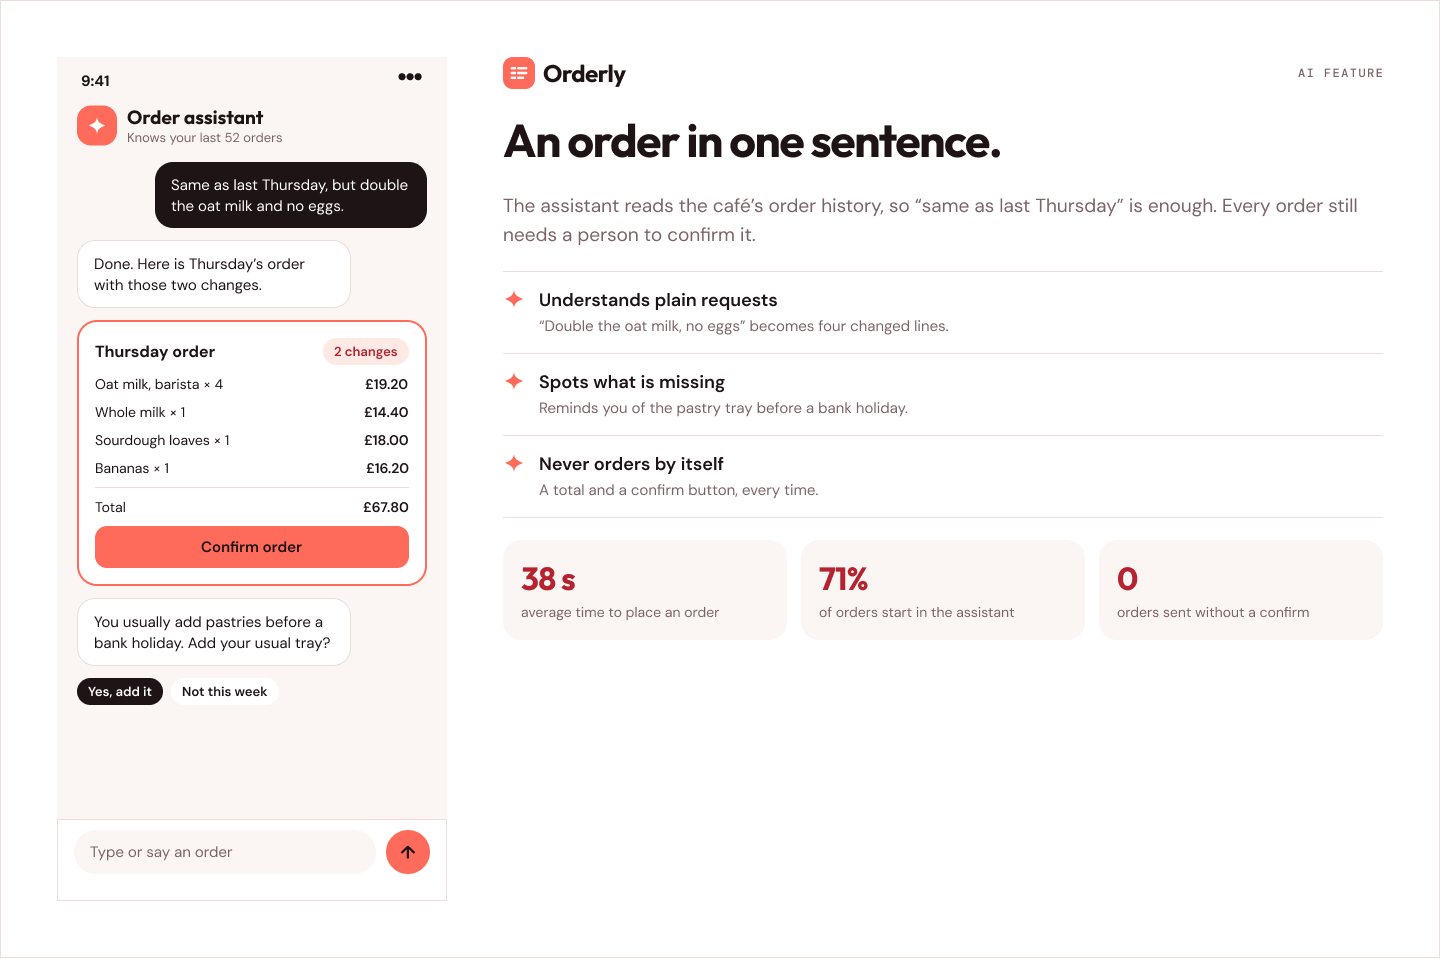 9:41
Order assistant
Knows your last 52 orders
Same as last Thursday, but double
the oat milk and no eggs.
Done. Here is Thursday’s order
with those two changes.
Thursday order
2 changes
Oat milk, barista × 4
£19.20
Whole milk × 1
£14.40
Sourdough loaves × 1
£18.00
Bananas × 1
£16.20
Total
£67.80
Confirm order
You usually add pastries before a
bank holiday. Add your usual tray?
Yes, add it
Not this week
Type or say an order
Orderly
AI FEATURE
An order in one sentence.
The assistant reads the café’s order history, so “same as last Thursday” is enough. Every order still
needs a person to confirm it.
Understands plain requests
“Double the oat milk, no eggs” becomes four changed lines.
Spots what is missing
Reminds you of the pastry tray before a bank holiday.
Never orders by itself
A total and a confirm button, every time.
38 s
average time to place an order
71%
of orders start in the assistant
0
orders sent without a confirm